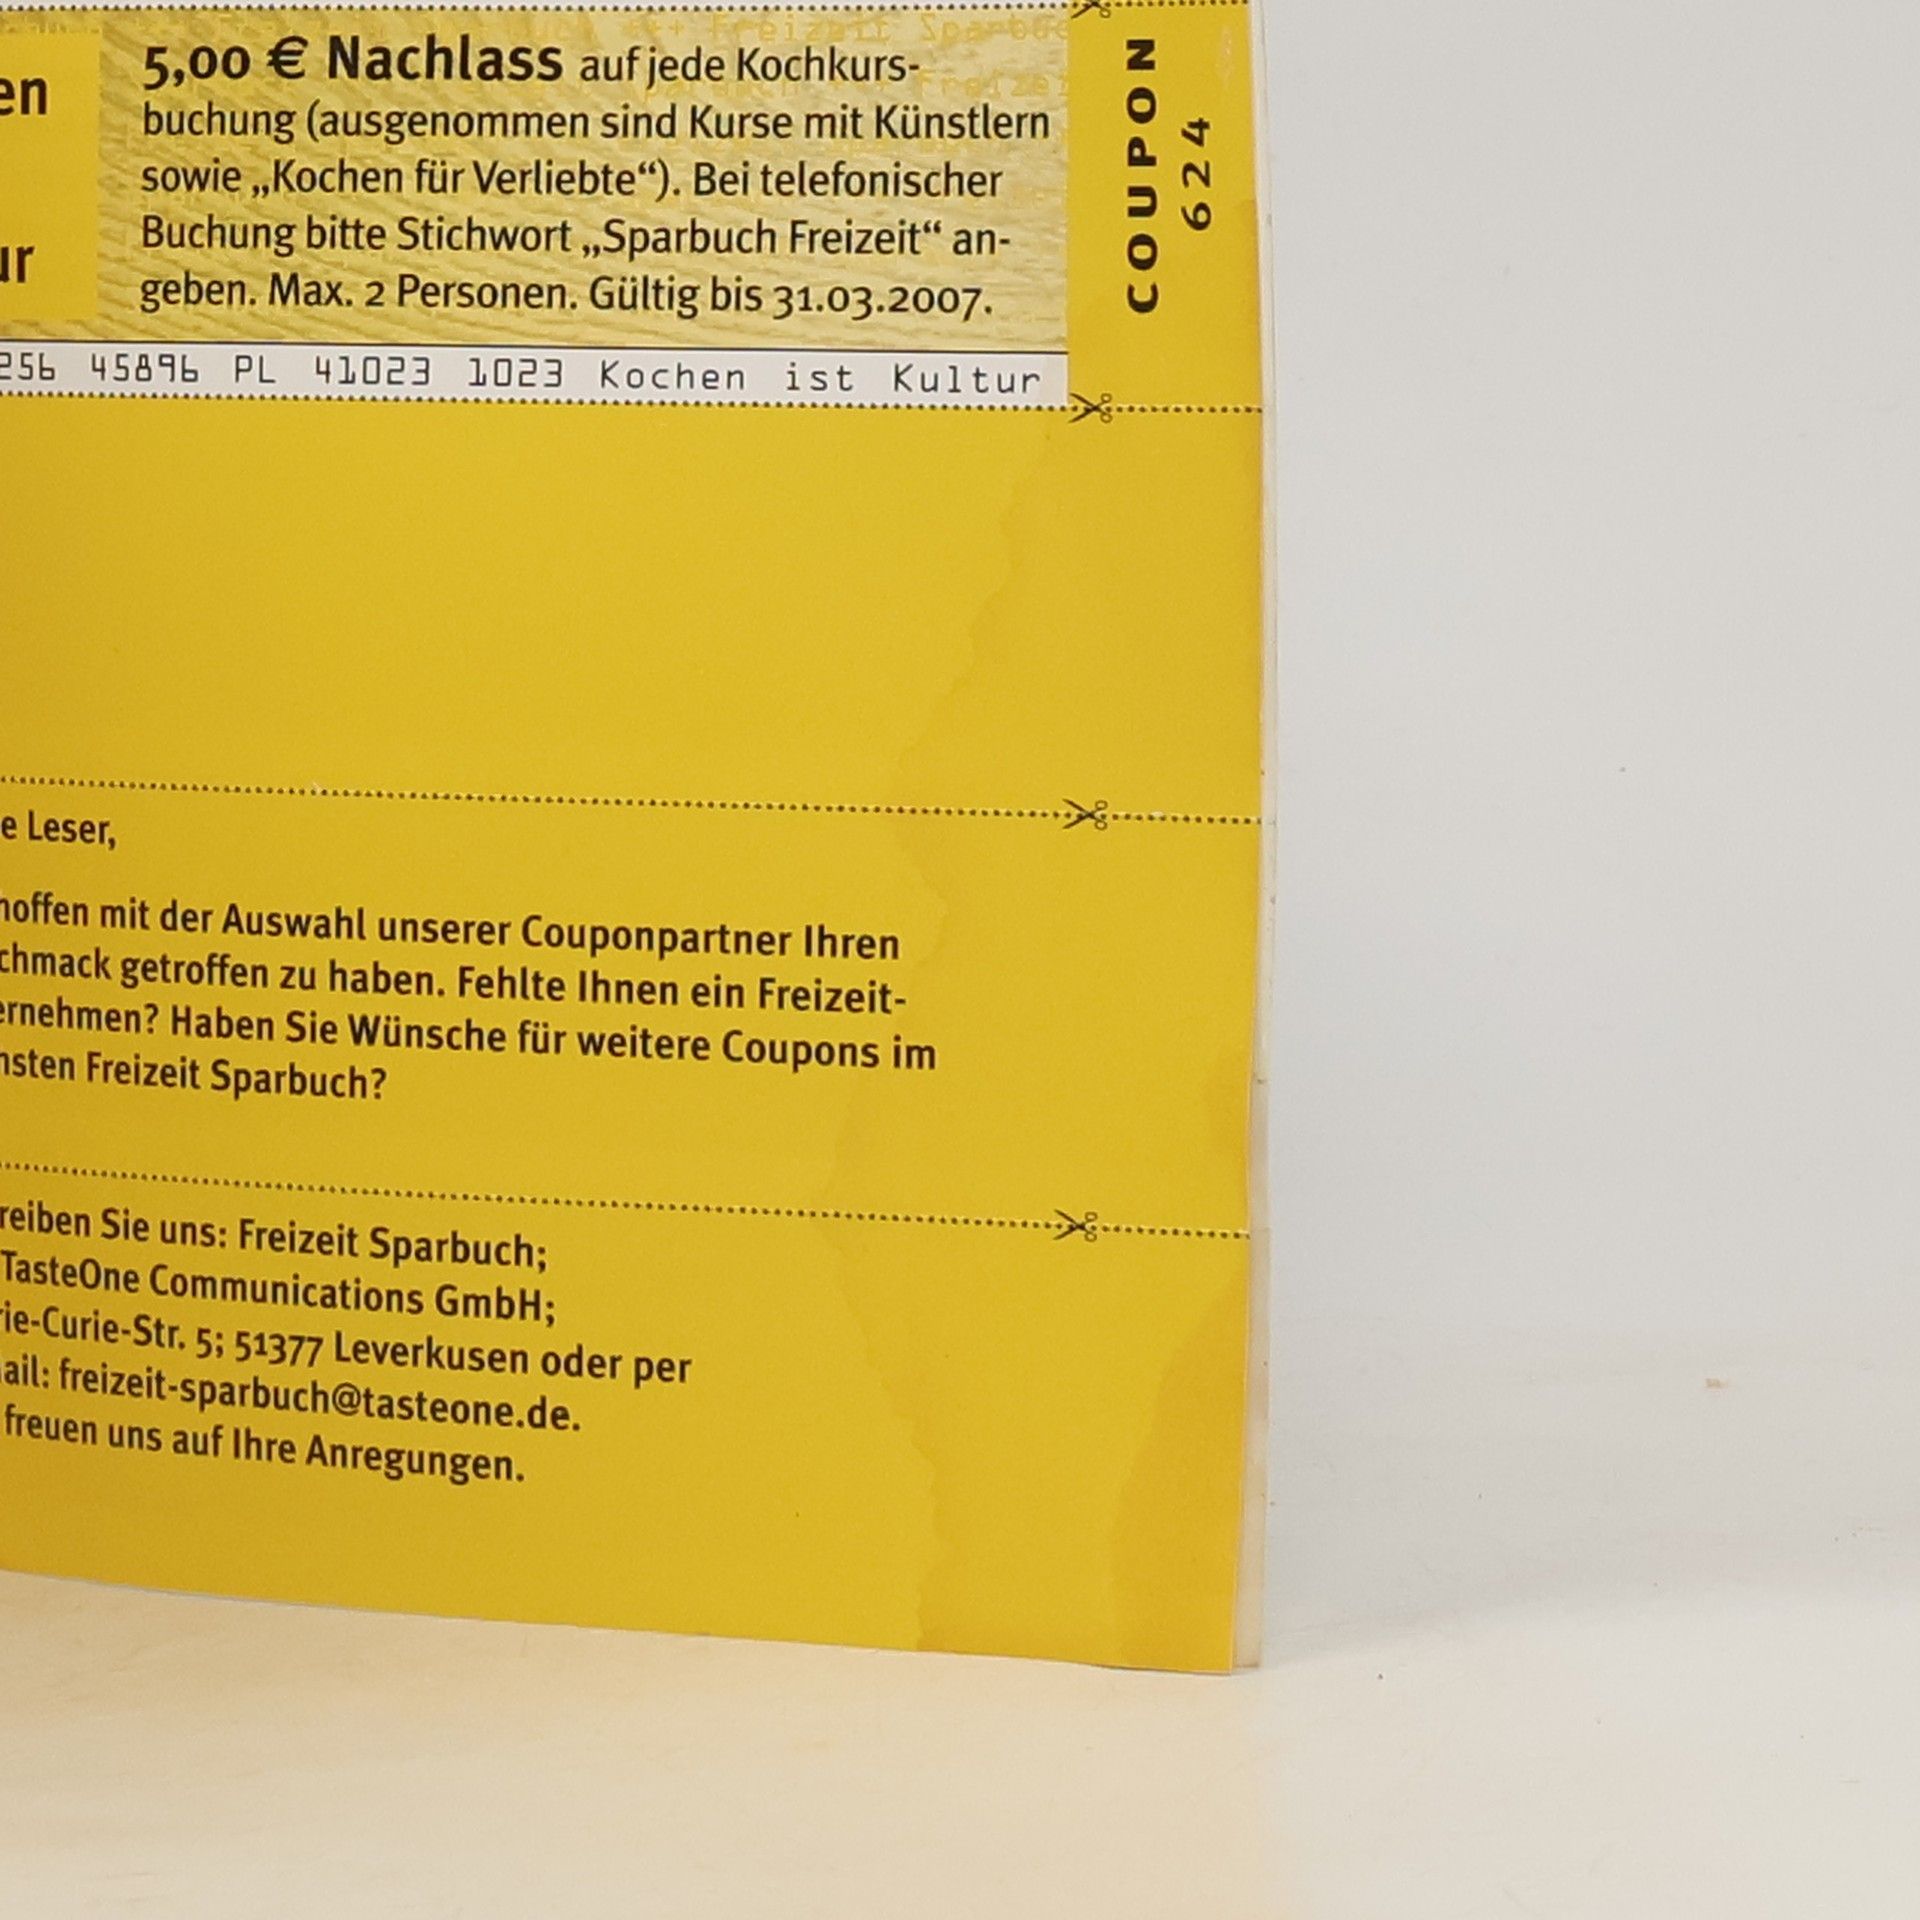 en
ur
5,00 € Nachlass auf jede Kochkurs-
buchung (ausgenommen sind Kurse mit Künstlern
sowie „Kochen für Verliebte“). Bei telefonischer
Buchung bitte Stichwort „Sparbuch Freizeit“ an-
geben. Max. 2 Personen. Gültig bis 31.03.2007.
COUPON
624
256 45896 PL 41023 1023 Kochen ist Kultur
e Leser,
hoffen mit der Auswahl unserer Couponpartner Ihren
chmack getroffen zu haben. Fehlte Ihnen ein Freizeit-
ernehmen? Haben Sie Wünsche für weitere Coupons im
hsten Freizeit Sparbuch?
reiben Sie uns: Freizeit Sparbuch;
TasteOne Communications GmbH;
rie-Curie-Str. 5; 51377 Leverkusen oder per
ail: freizeit-sparbuch@tasteone.de.
freuen uns auf Ihre Anregungen.